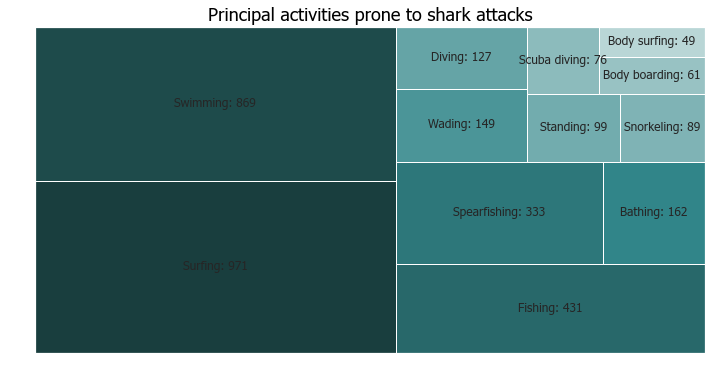 Principal activities prone to shark attacks
Swimming: 869
Surfing: 971
Diving: 127
Wading: 149
Scuba diving: 76
Body surfing: 49
Body boarding: 61
Standing: 99
Snorkeling: 89
Spearfishing: 333
Bathing: 162
Fishing: 431